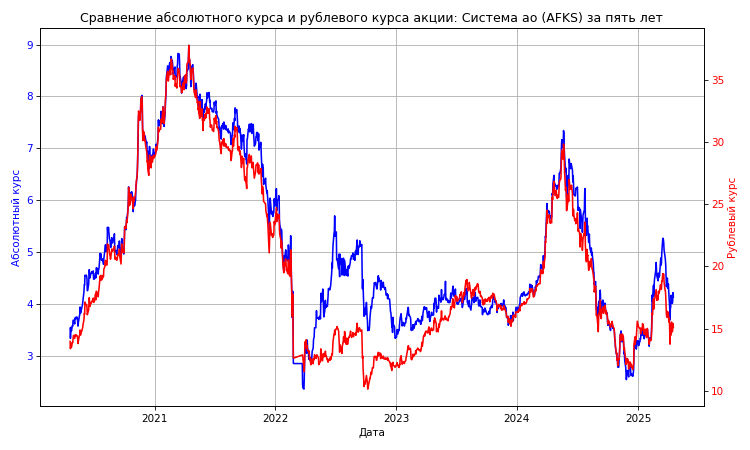 Сравнение абсолютного курса и рублевого курса акции: Система ао (AFKS) за пять лет
9
8
7
6
5
4
3
Абсолютный курс
35
30
25
20
15
10
Рублевый курс
2021 2022 2023 2024 2025
Дата